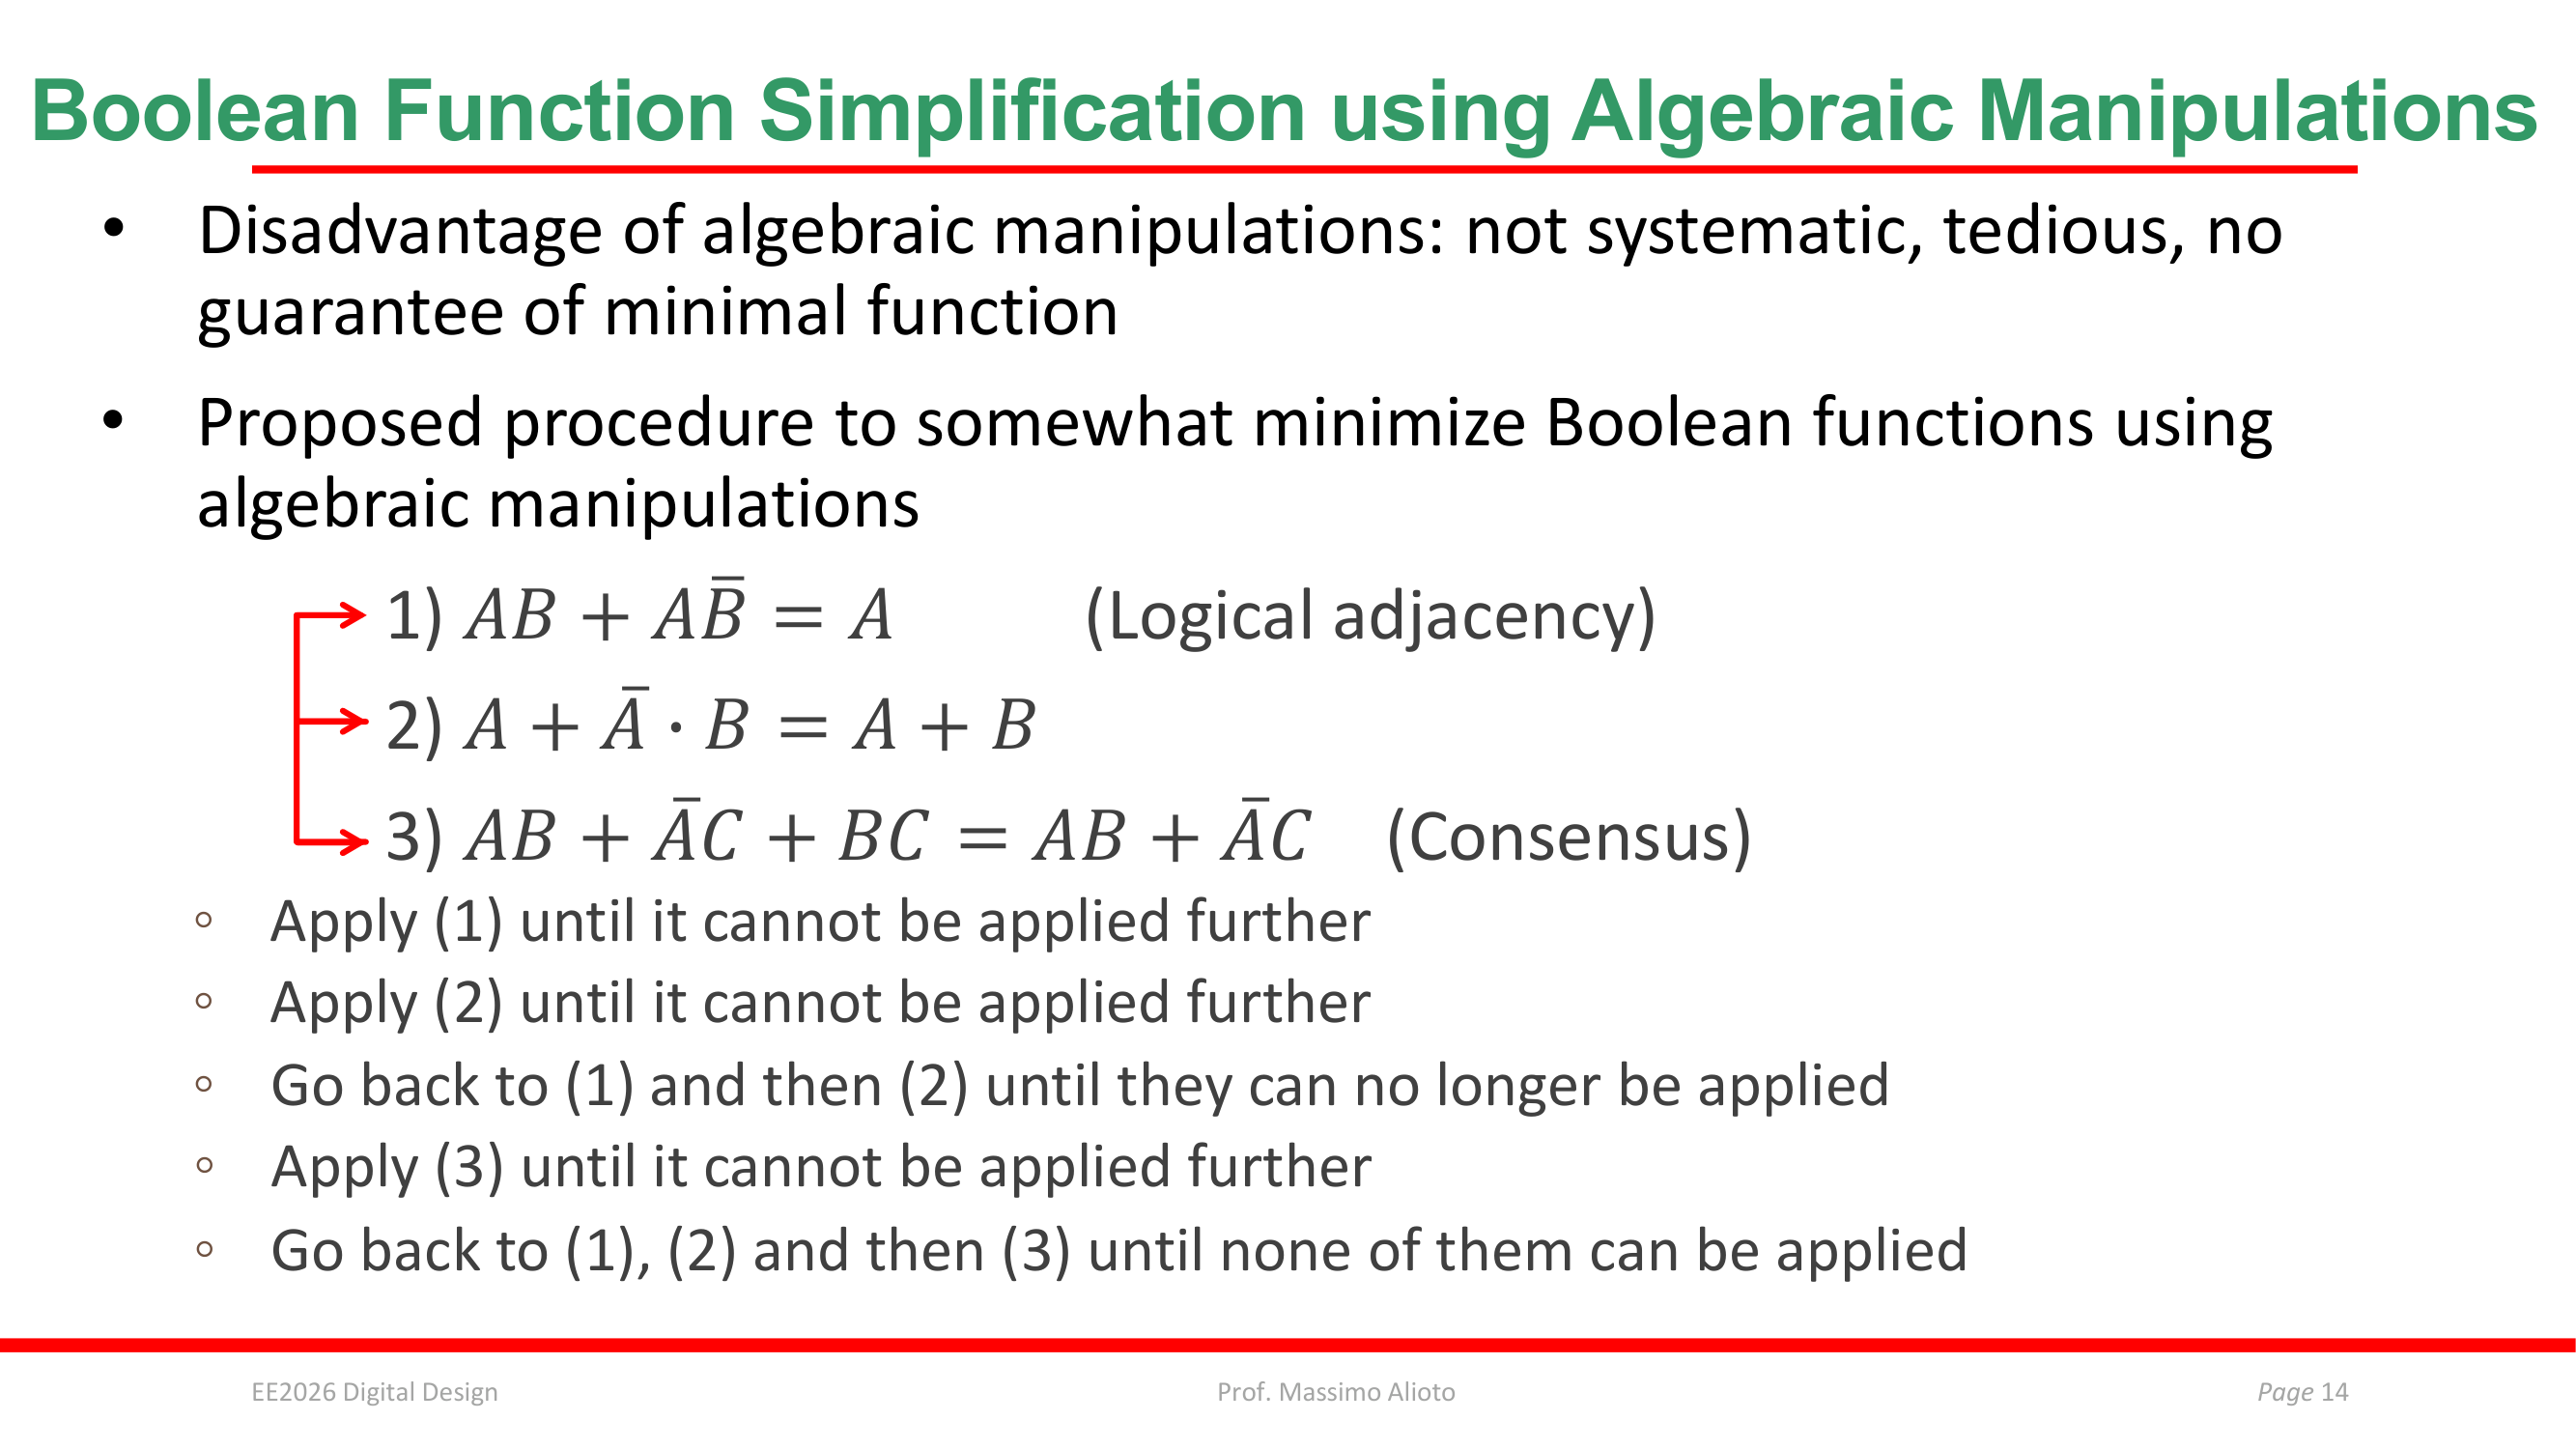 Boolean Function Simplification using Algebraic Manipulations
• Disadvantage of algebraic manipulations: not systematic, tedious, no
guarantee of minimal function
• Proposed procedure to somewhat minimize Boolean functions using
algebraic manipulations
1) AB + AB̅ = A (Logical adjacency)
2) A + A̅ · B = A + B
3) AB + A̅C + BC = AB + A̅C (Consensus)
◦ Apply (1) until it cannot be applied further
◦ Apply (2) until it cannot be applied further
◦ Go back to (1) and then (2) until they can no longer be applied
◦ Apply (3) until it cannot be applied further
◦ Go back to (1), (2) and then (3) until none of them can be applied
EE2026 Digital Design Prof. Massimo Alioto Page 14